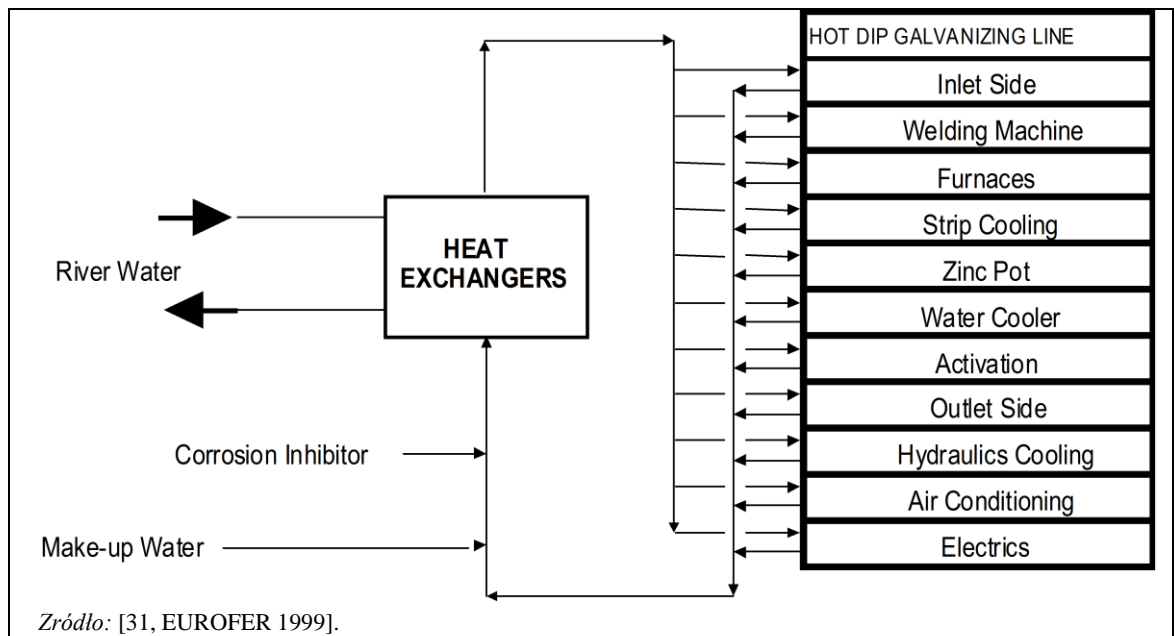 HOT DIP GALVANIZING LINE
Inlet Side
Welding Machine
Furnaces
Strip Cooling
Zinc Pot
Water Cooler
Activation
Outlet Side
Hydraulics Cooling
Air Conditioning
Electrics
HEAT
EXCHANGERS
River Water
Corrosion Inhibitor
Make-up Water
Zródło: [31, EUROFER 1999].